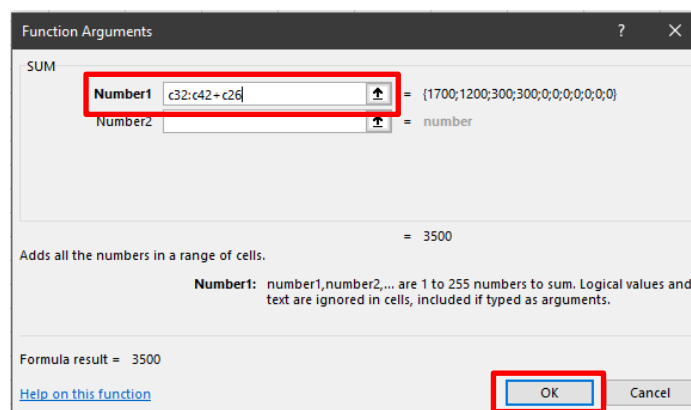 Function Arguments ? ✕
SUM
Number1 c32:c42+c26 = {1700;1200;300;300;0;0;0;0;0;0;0}
Number2 = number
= 3500
Adds all the numbers in a range of cells.
Number1: number1,number2,... are 1 to 255 numbers to sum. Logical values and
text are ignored in cells, included if typed as arguments.
Formula result = 3500
Help on this function OK Cancel